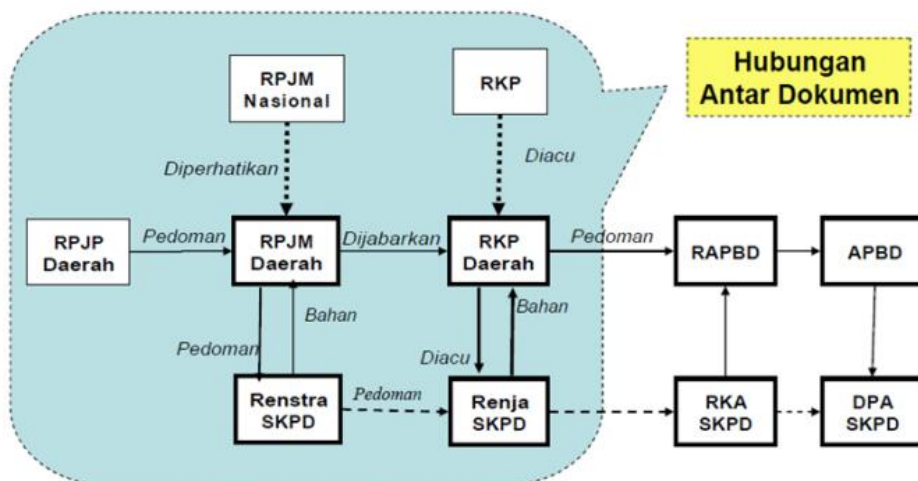 Hubungan
Antar Dokumen
RPJM
Nasional
RKP
Diperhatikan
Diacu
RPJP
Daerah
Pedoman
RPJM
Daerah
Dijabarkan
RKP
Daerah
Pedoman
RAPBD
APBD
Pedoman
Bahan
Diacu
Bahan
Renstra
SKPD
Pedoman
Renja
SKPD
RKA
SKPD
DPA
SKPD